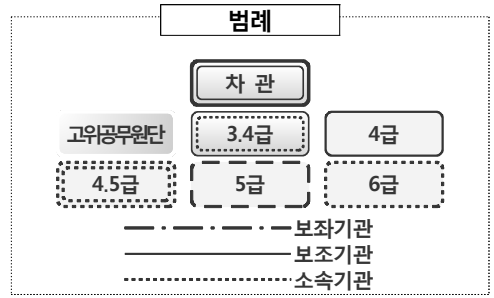 범례
차 관
고위공무원단 3.4급 4급
4.5급 5급 6급
보좌기관
보조기관
소속기관